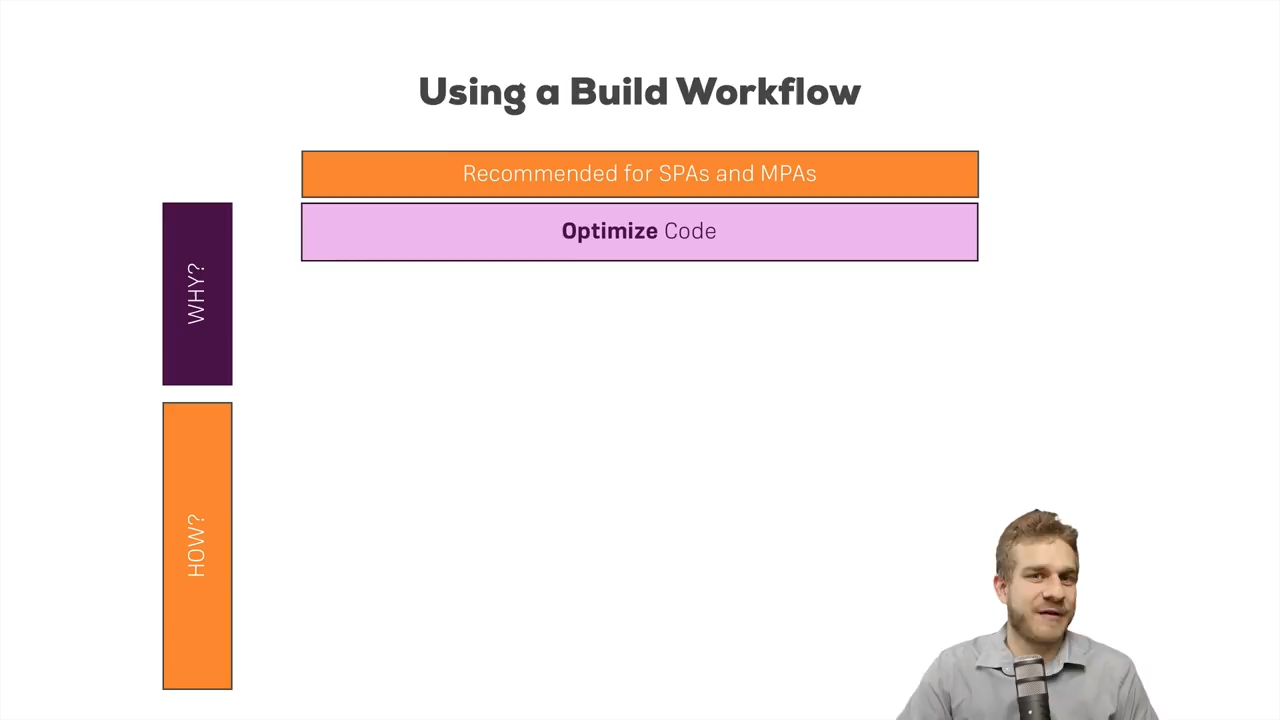 Using a Build Workflow
Recommended for SPAs and MPAs
WHY?
Optimize Code
HOW?